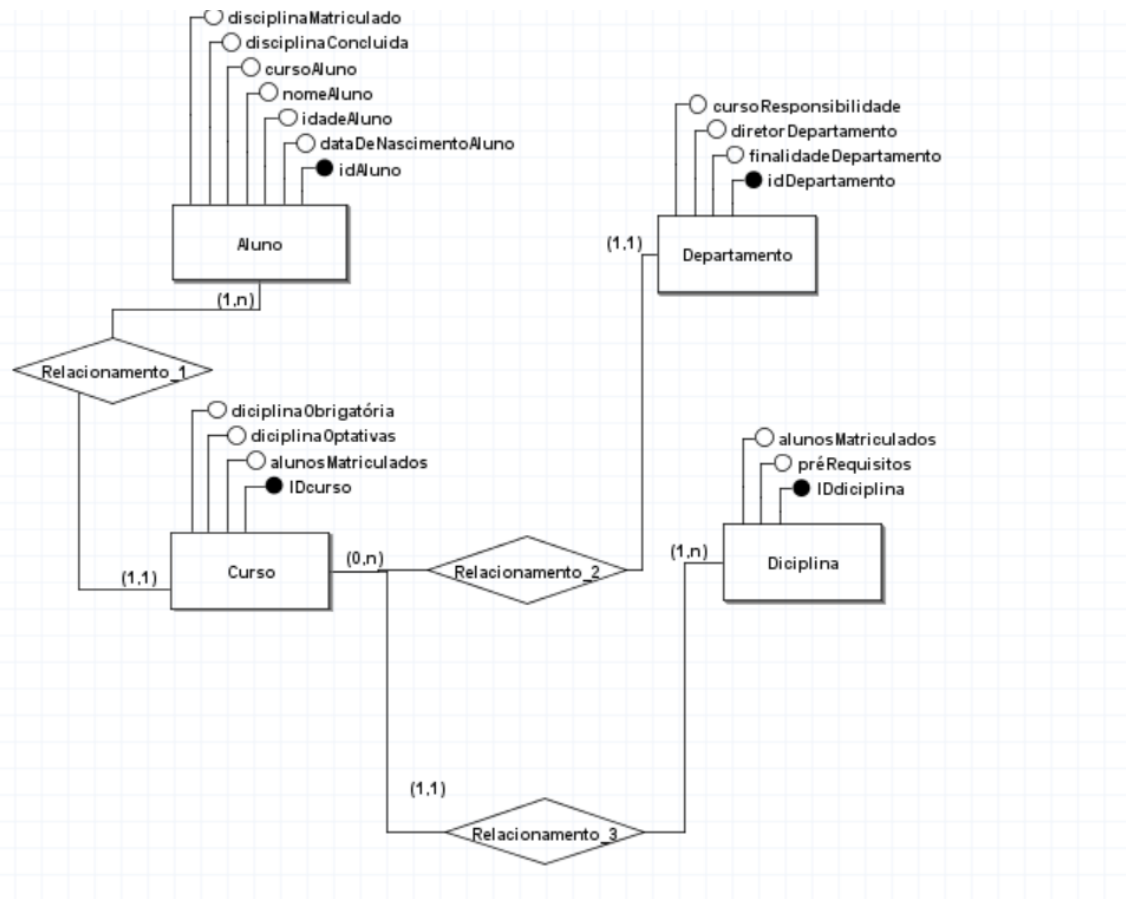 disciplinaMatriculado
disciplinaConcluida
cursoAluno
nomeAluno
idadeAluno
dataDeNascimentoAluno
idAluno
Aluno
(1,n)
Relacionamento_1
(1,1)
cursoResponsibilidade
diretorDepartamento
finalidadeDepartamento
idDepartamento
Departamento
(1,1)
diciplinaObrigatória
diciplinaOptativas
alunosMatriculados
IDcurso
Curso
(0,n)
Relacionamento_2
alunosMatriculados
préRequisitos
IDdiciplina
Diciplina
(1,n)
(1,1)
Relacionamento_3